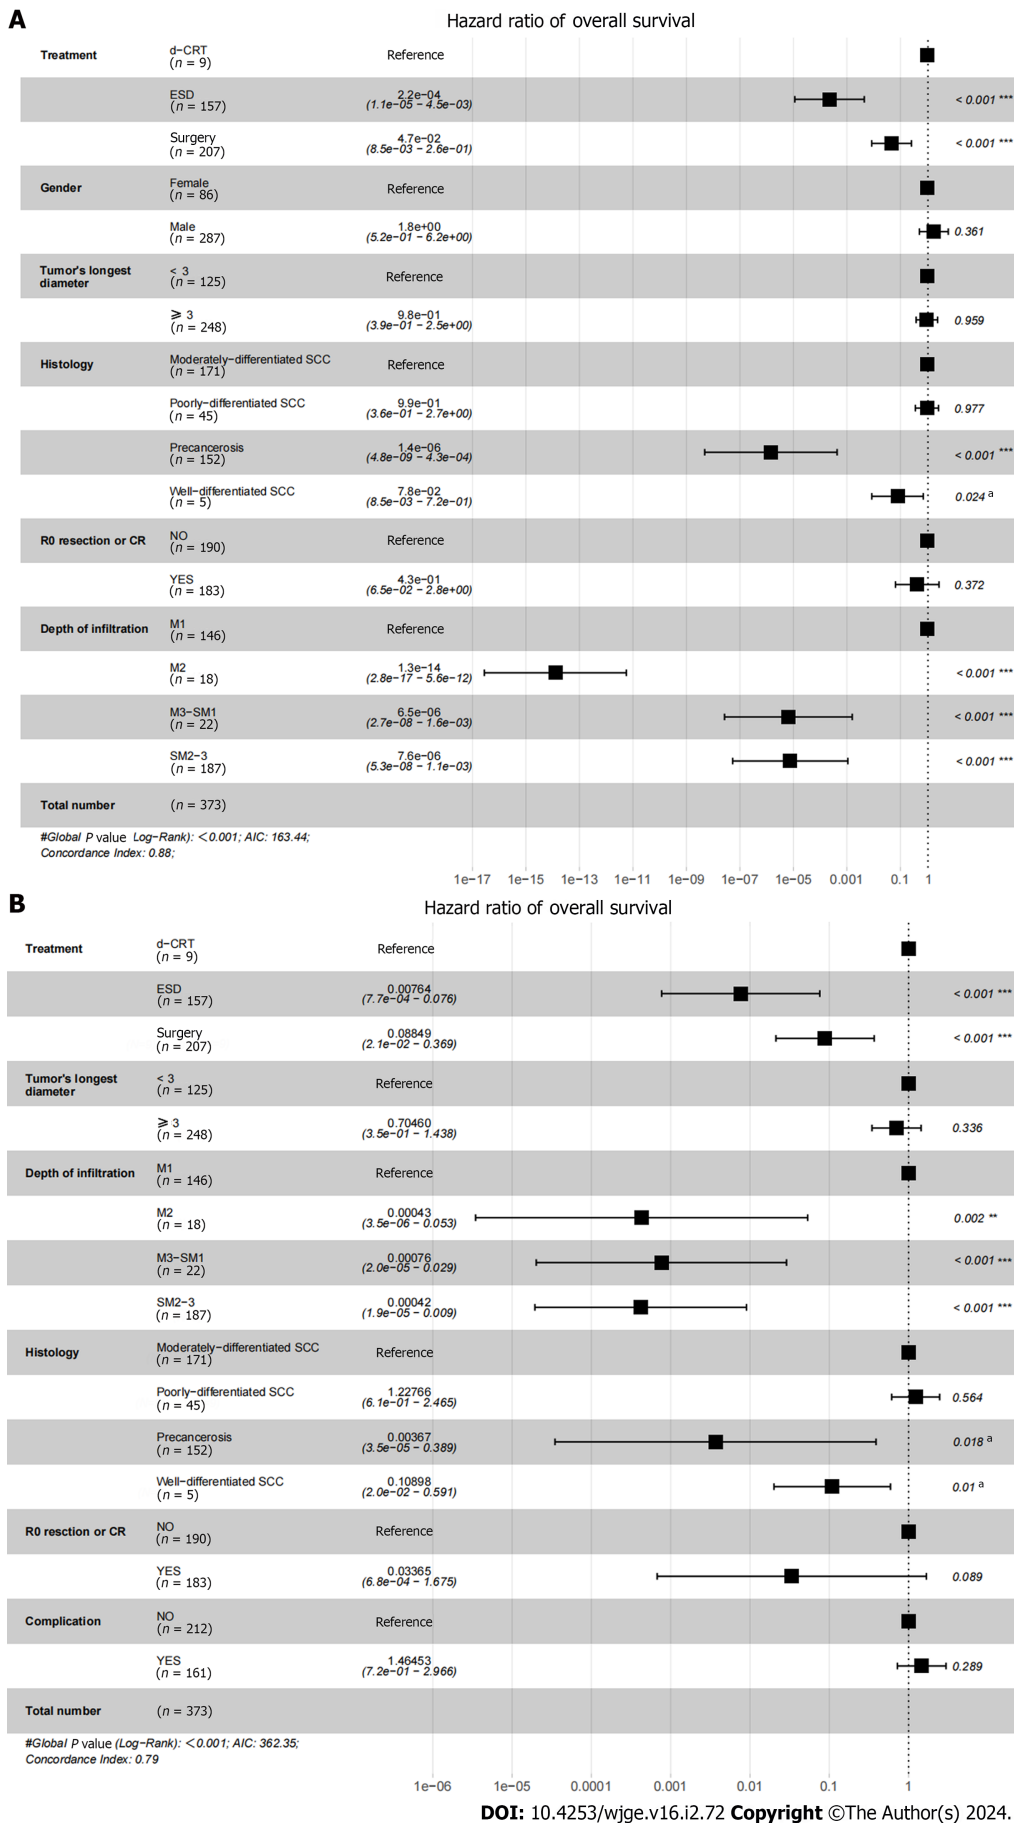 A
Hazard ratio of overall survival
Treatment d−CRT Reference
(n = 9)
ESD 2.2e−04 < 0.001 ***
(n = 157) (1.1e−05 − 4.5e−03)
Surgery 4.7e−02 < 0.001 ***
(n = 207) (8.5e−03 − 2.6e−01)
Gender Female Reference
(n = 86)
Male 1.8e+00 0.361
(n = 287) (5.2e−01 − 6.2e+00)
Tumor's longest < 3 Reference
diameter (n = 125)
⩾ 3 9.8e−01 0.959
(n = 248) (3.9e−01 − 2.5e+00)
Histology Moderately−differentiated SCC Reference
(n = 171)
Poorly−differentiated SCC 9.9e−01 0.977
(n = 45) (3.6e−01 − 2.7e+00)
Precancerosis 1.4e−06 < 0.001 ***
(n = 152) (4.8e−09 − 4.3e−04)
Well−differentiated SCC 7.8e−02 0.024 a
(n = 5) (8.5e−03 − 7.2e−01)
R0 resection or CR NO Reference
(n = 190)
YES 4.3e−01 0.372
(n = 183) (6.5e−02 − 2.8e+00)
Depth of infiltration M1 Reference
(n = 146)
M2 1.3e−14 < 0.001 ***
(n = 18) (2.8e−17 − 5.6e−12)
M3−SM1 6.5e−06 < 0.001 ***
(n = 22) (2.7e−08 − 1.6e−03)
SM2−3 7.6e−06 < 0.001 ***
(n = 187) (5.3e−08 − 1.1e−03)
Total number (n = 373)
#Global P value Log−Rank): <0.001; AIC: 163.44;
Concordance Index: 0.88;
1e−17 1e−15 1e−13 1e−11 1e−09 1e−07 1e−05 0.001 0.1 1
B
Hazard ratio of overall survival
Treatment d−CRT Reference
(n = 9)
ESD 0.00764 < 0.001 ***
(n = 157) (7.7e−04 − 0.076)
Surgery 0.08849 < 0.001 ***
(n = 207) (2.1e−02 − 0.369)
Tumor's longest < 3 Reference
diameter (n = 125)
⩾ 3 0.70460 0.336
(n = 248) (3.5e−01 − 1.438)
Depth of infiltration M1 Reference
(n = 146)
M2 0.00043 0.002 **
(n = 18) (3.5e−06 − 0.053)
M3−SM1 0.00076 < 0.001 ***
(n = 22) (2.0e−05 − 0.029)
SM2−3 0.00042 < 0.001 ***
(n = 187) (1.9e−05 − 0.009)
Histology Moderately−differentiated SCC Reference
(n = 171)
Poorly−differentiated SCC 1.22766 0.564
(n = 45) (6.1e−01 − 2.465)
Precancerosis 0.00367 0.018 a
(n = 152) (3.5e−05 − 0.389)
Well−differentiated SCC 0.10898 0.01 a
(n = 5) (2.0e−02 − 0.591)
R0 resction or CR NO Reference
(n = 190)
YES 0.03365 0.089
(n = 183) (6.8e−04 − 1.675)
Complication NO Reference
(n = 212)
YES 1.46453 0.289
(n = 161) (7.2e−01 − 2.966)
Total number (n = 373)
#Global P value (Log−Rank): <0.001; AIC: 362.35;
Concordance Index: 0.79
1e−06 1e−05 0.0001 0.001 0.01 0.1 1
DOI: 10.4253/wjge.v16.i2.72 Copyright ©The Author(s) 2024.